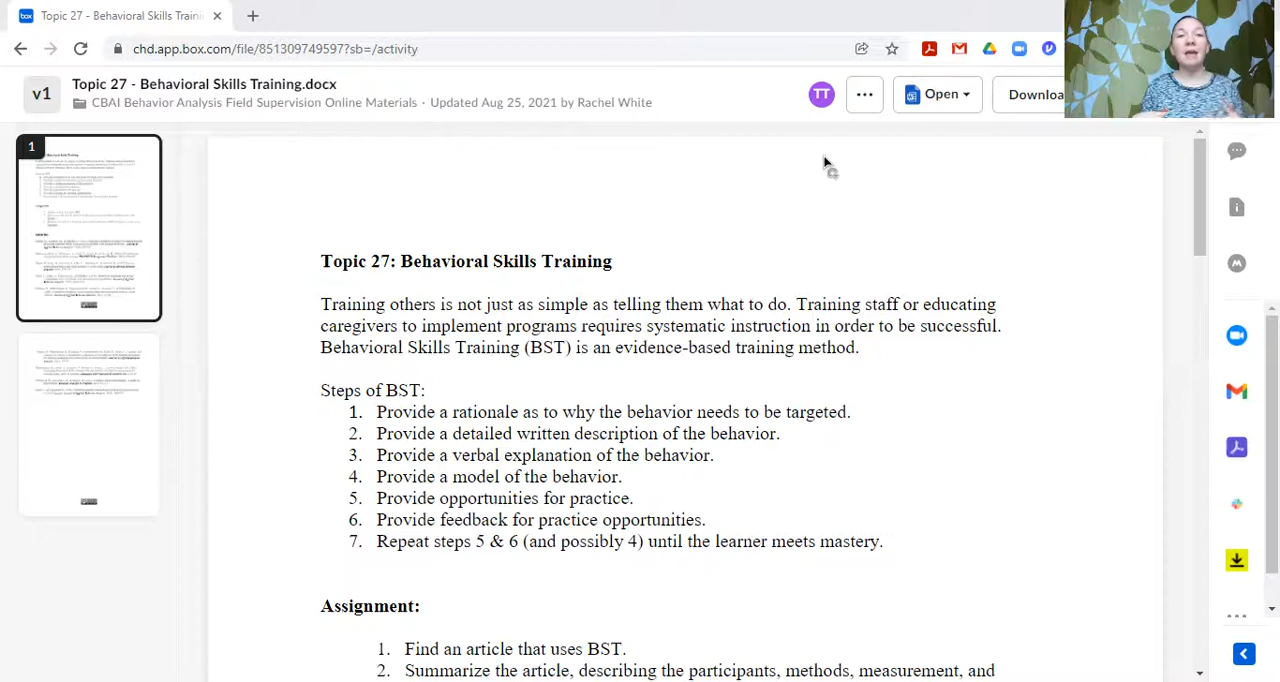 box Topic 27 - Behavioral Skills Trainin
chd.app.box.com/file/851309749597?sb=/activity
v1
Topic 27 - Behavioral Skills Training.docx
CBAI Behavior Analysis Field Supervision Online Materials · Updated Aug 25, 2021 by Rachel White
TT
Open
Downloa
1
Topic 27: Behavioral Skills Training
Training others is not just as simple as telling them what to do. Training staff or educating
caregivers to implement programs requires systematic instruction in order to be successful.
Behavioral Skills Training (BST) is an evidence-based training method.
Steps of BST:
1. Provide a rationale as to why the behavior needs to be targeted.
2. Provide a detailed written description of the behavior.
3. Provide a verbal explanation of the behavior.
4. Provide a model of the behavior.
5. Provide opportunities for practice.
6. Provide feedback for practice opportunities.
7. Repeat steps 5 & 6 (and possibly 4) until the learner meets mastery.
Assignment:
1. Find an article that uses BST.
2. Summarize the article, describing the participants, methods, measurement, and